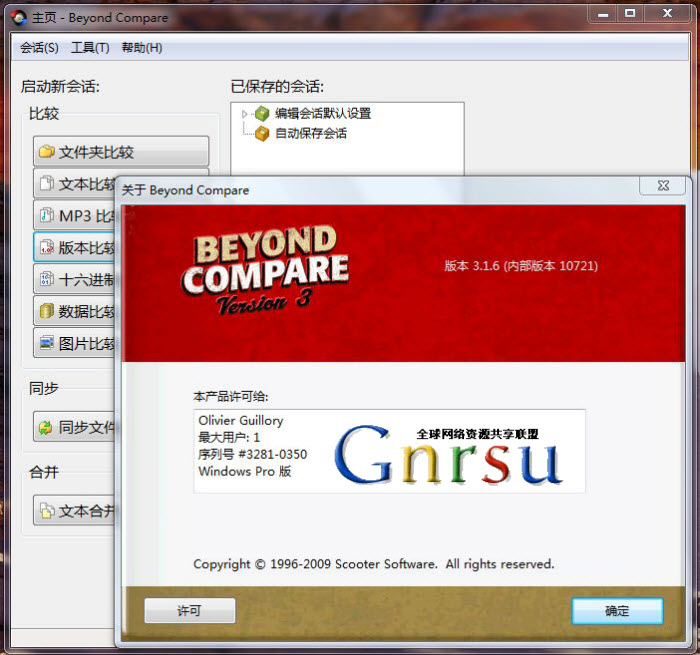 主页 - Beyond Compare
会话(S) 工具(T) 帮助(H)
启动新会话:
已保存的会话:
比较
编辑会话默认设置
自动保存会话
文件夹比较
文本比较
MP3 比
版本比较
十六进制
数据比较
图片比较
同步
同步文件
合并
文本合并
关于 Beyond Compare
BEYOND
COMPARE
Version 3
版本 3.1.6 (内部版本 10721)
本产品许可给:
Olivier Guillory
最大用户: 1
序列号 #3281-0350
Windows Pro 版
全球网络资源共享联盟
Gnrsu
Copyright © 1996-2009 Scooter Software. All rights reserved.
许可
确定